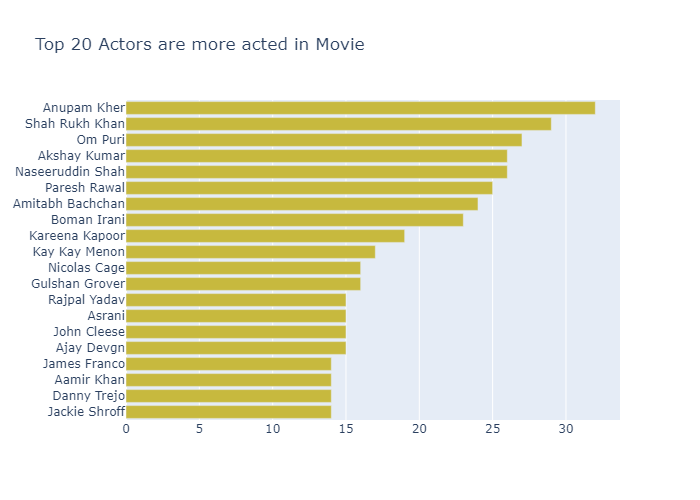 Top 20 Actors are more acted in Movie
Anupam Kher
Shah Rukh Khan
Om Puri
Akshay Kumar
Naseeruddin Shah
Paresh Rawal
Amitabh Bachchan
Boman Irani
Kareena Kapoor
Kay Kay Menon
Nicolas Cage
Gulshan Grover
Rajpal Yadav
Asrani
John Cleese
Ajay Devgn
James Franco
Aamir Khan
Danny Trejo
Jackie Shroff
0 5 10 15 20 25 30